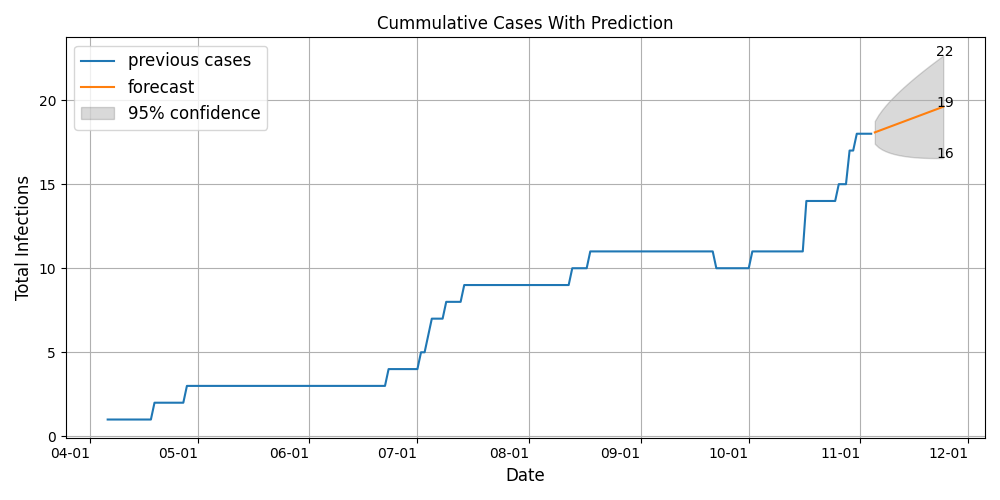 Cummulative Cases With Prediction
previous cases
forecast
95% confidence
22
19
16
20
15
10
5
0
Total Infections
04-01
05-01
06-01
07-01
08-01
09-01
10-01
11-01
12-01
Date